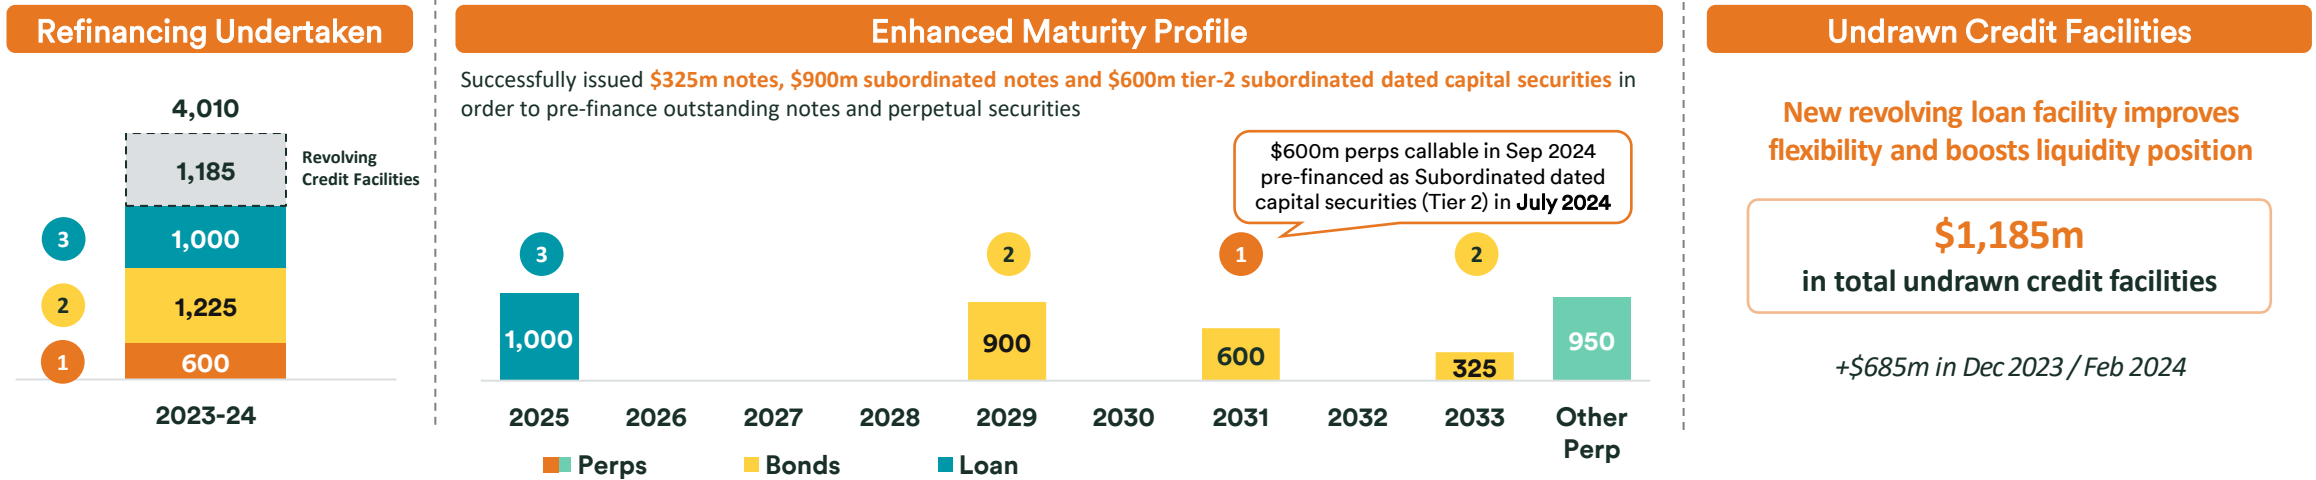 Refinancing Undertaken
4,010
1,185
Revolving
Credit Facilities
3
1,000
2
1,225
1
600
2023-24
Enhanced Maturity Profile
Successfully issued $325m notes, $900m subordinated notes and $600m tier-2 subordinated dated capital securities in
order to pre-finance outstanding notes and perpetual securities
$600m perps callable in Sep 2024
pre-financed as Subordinated dated
capital securities (Tier 2) in July 2024
3 2 1 2
1,000 900 600 325 950
2025 2026 2027 2028 2029 2030 2031 2032 2033 Other
Perp
Perps Bonds Loan
Undrawn Credit Facilities
New revolving loan facility improves
flexibility and boosts liquidity position
$1,185m
in total undrawn credit facilities
+$685m in Dec 2023 / Feb 2024